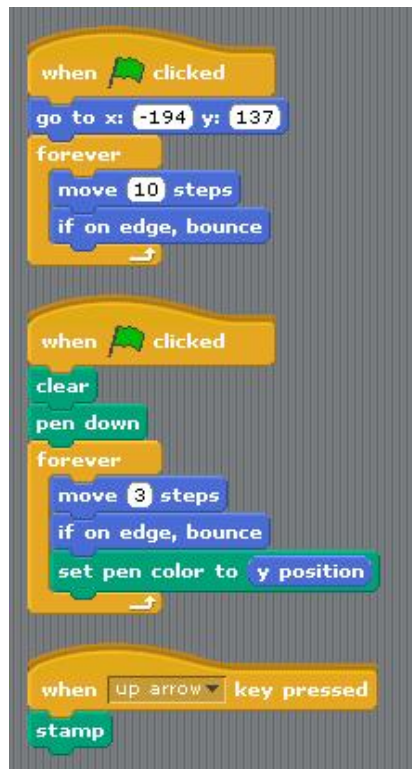 when clicked
go to x: -194 y: 137
forever
move 10 steps
if on edge, bounce
when clicked
clear
pen down
forever
move 3 steps
if on edge, bounce
set pen color to y position
when up arrow key pressed
stamp